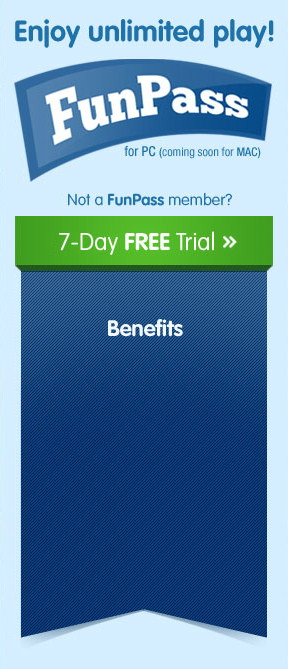 Enjoy unlimited play!
FunPass
for PC (coming soon for MAC)
Not a FunPass member?
7-Day FREE Trial »
Benefits